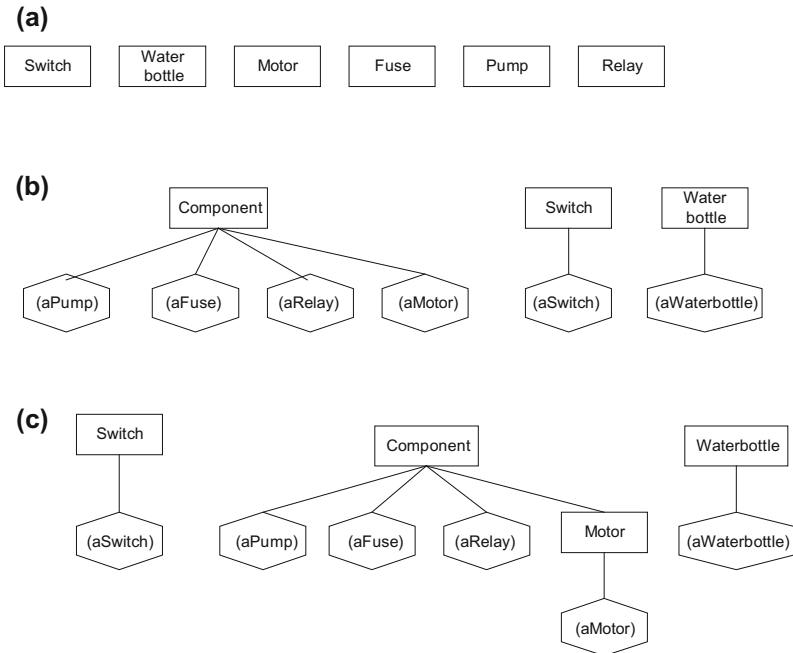 (a)
Switch
Water
bottle
Motor
Fuse
Pump
Relay
(b)
Component
Switch
Water
bottle
(aPump)
(aFuse)
(aRelay)
(aMotor)
(aSwitch)
(aWaterbottle)
(c)
Switch
Component
Waterbottle
(aSwitch)
(aPump)
(aFuse)
(aRelay)
Motor
(aWaterbottle)
(aMotor)